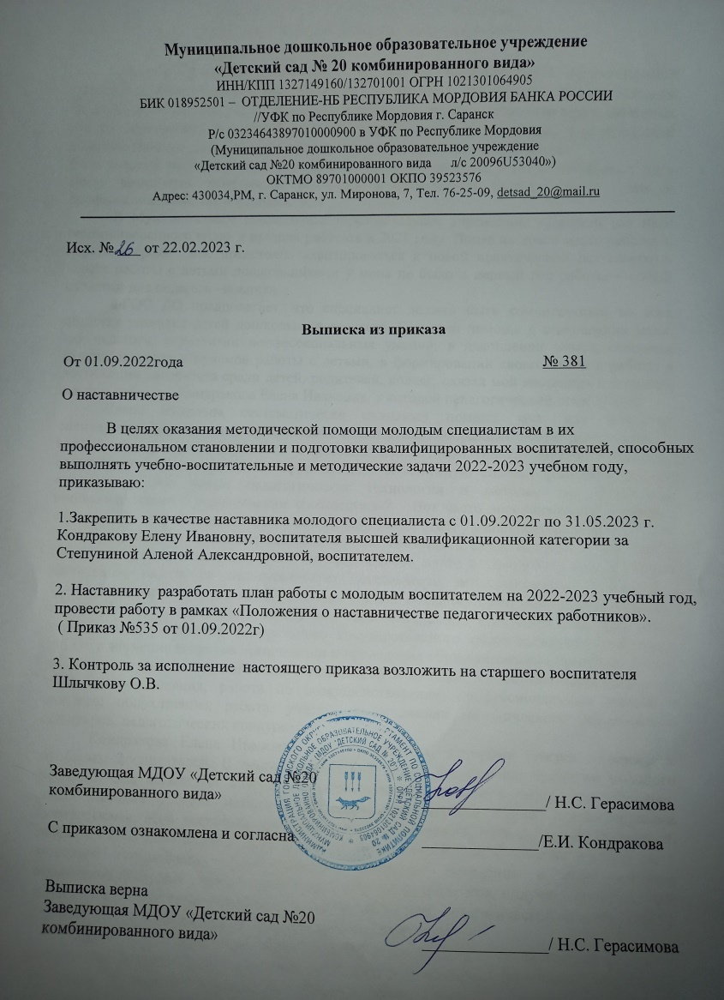 Муниципальное дошкольное образовательное учреждение
«Детский сад № 20 комбинированного вида»
ИНН/КПП 1327149160/132701001 ОГРН 1021301064905
БИК 018952501 – ОТДЕЛЕНИЕ-НБ РЕСПУБЛИКА МОРДОВИЯ БАНКА РОССИИ
//УФК по Республике Мордовия г. Саранск
Р/с 03234643897010000900 в УФК по Республике Мордовия
(Муниципальное дошкольное образовательное учреждение
«Детский сад №20 комбинированного вида л/с 20096U53040»)
ОКТМО 89701000001 ОКПО 39523576
Адрес: 430034,РМ, г. Саранск, ул. Миронова, 7, Тел. 76-25-09, detsad_20@mail.ru
Исх. №26 от 22.02.2023 г.
Выписка из приказа
От 01.09.2022года № 381
О наставничестве
В целях оказания методической помощи молодым специалистам в их
профессиональном становлении и подготовки квалифицированных воспитателей, способных
выполнять учебно-воспитательные и методические задачи 2022-2023 учебном году,
приказываю:
1.Закрепить в качестве наставника молодого специалиста с 01.09.2022г по 31.05.2023 г.
Кондракову Елену Ивановну, воспитателя высшей квалификационной категории за
Степуниной Аленой Александровной, воспитателем.
2. Наставнику разработать план работы с молодым воспитателем на 2022-2023 учебный год,
провести работу в рамках «Положения о наставничестве педагогических работников».
( Приказ №535 от 01.09.2022г)
3. Контроль за исполнение настоящего приказа возложить на старшего воспитателя
Шлычкову О.В.
Заведующая МДОУ «Детский сад №20
комбинированного вида» _______________/ Н.С. Герасимова
С приказом ознакомлена и согласна ______________/Е.И. Кондракова
Выписка верна
Заведующая МДОУ «Детский сад №20
комбинированного вида» _______________/ Н.С. Герасимова